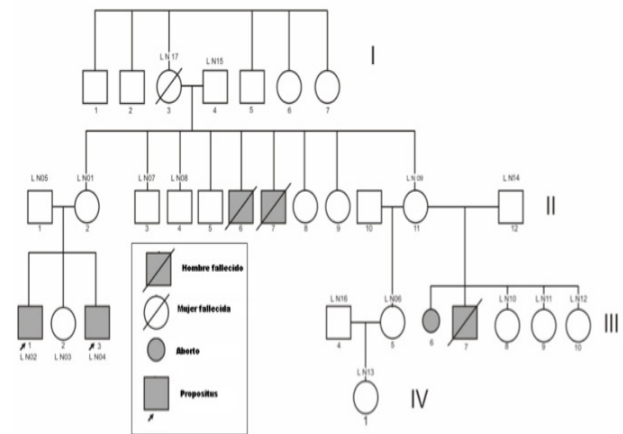 I
L N17
L N15
1 2 3 4 5 6 7
L N05
L N01
L N07
L N08
L N09
L N14
II
1 2 3 4 5 6 7 8 9 10 11 12
Hombre fallecido
Mujer fallecida
Aborto
Propositus
L N16
L N06
L N10
L N11
L N12
III
1 2 3 4 5 6 7 8 9 10
L N02
L N03
L N04
L N13
IV
1